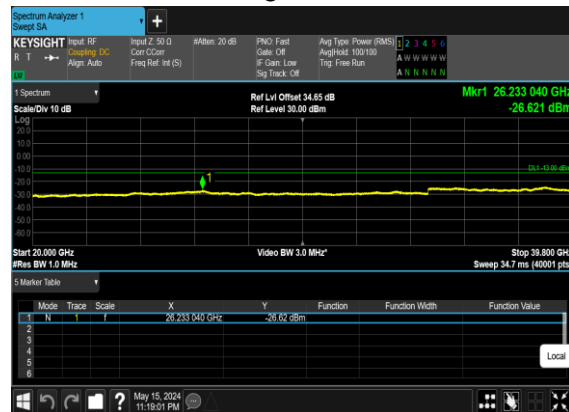 Spectrum Analyzer 1
Swept SA
+
KEYSIGHT Input: RF Input Z: 50 Ω #Atten: 20 dB PNO: Fast Avg Type: Power (RMS) 1 2 3 4 5 6
R T Coupling: DC Corr CCorr Gate: Off Avg|Hold: 100/100 A W W W W W
Align: Auto Freq Ref: Int (S) IF Gain: Low Trig: Free Run
LW Sig Track: Off A N N N N N
1 Spectrum Ref Lvl Offset 34.65 dB Mkr1 26.233 040 GHz
Scale/Div 10 dB Ref Level 30.00 dBm -26.621 dBm
Log
20.0
10.0
0.00
-10.0 DL1 -13.00 dBm
1
-20.0
-30.0
-40.0
-50.0
-60.0
Start 20.000 GHz Video BW 3.0 MHz* Stop 39.800 GHz
#Res BW 1.0 MHz Sweep 34.7 ms (40001 pts
5 Marker Table
Mode Trace Scale X Y Function Function Width Function Value
1 N 1 f 26.233 040 GHz -26.62 dBm
2
3
4
5
6
Local
? May 15, 2024
11:19:01 PM